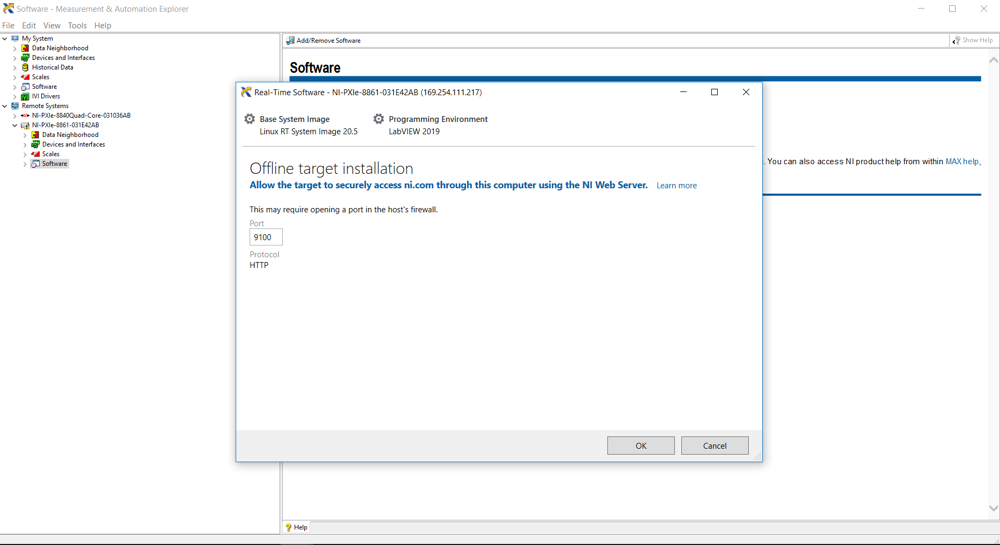 Software - Measurement & Automation Explorer
File Edit View Tools Help
My System
Data Neighborhood
Devices and Interfaces
Historical Data
Scales
Software
IVI Drivers
Remote Systems
NI-PXIe-8840Quad-Core-031036AB
NI-PXIe-8861-031E42AB
Data Neighborhood
Devices and Interfaces
Scales
Software
Add/Remove Software
Show Help
Software
. You can also access NI product help from within MAX help,
Real-Time Software - NI-PXIe-8861-031E42AB (169.254.111.217)
Base System Image Programming Environment
Linux RT System Image 20.5 LabVIEW 2019
Offline target installation
Allow the target to securely access ni.com through this computer using the NI Web Server. Learn more
This may require opening a port in the host's firewall.
Port
9100
Protocol
HTTP
OK Cancel
Help